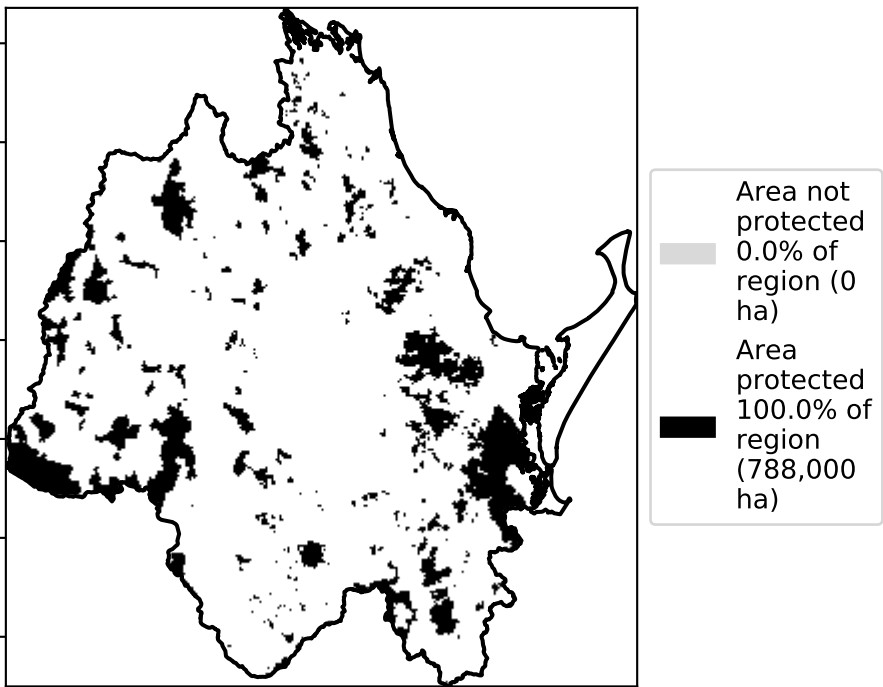 Area not
protected
0.0% of
region (0
ha)
Area
protected
100.0% of
region
(788,000
ha)